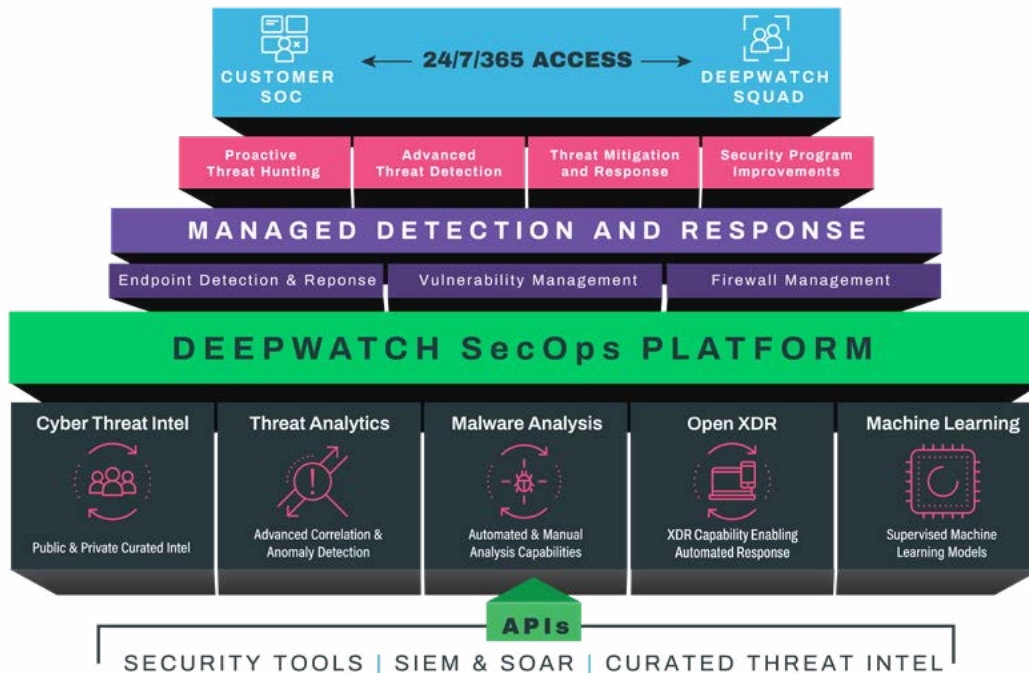 24/7/365 ACCESS
CUSTOMER
SOC
DEEPWATCH
SQUAD
Proactive
Threat Hunting
Advanced
Threat Detection
Threat Mitigation
and Response
Security Program
Improvements
MANAGED DETECTION AND RESPONSE
Endpoint Detection & Reponse
Vulnerability Management
Firewall Management
DEEPWATCH SecOps PLATFORM
Cyber Threat Intel
Public & Private Curated Intel
Threat Analytics
Advanced Correlation &
Anomaly Detection
Malware Analysis
Automated & Manual
Analysis Capabilities
Open XDR
XDR Capability Enabling
Automated Response
Machine Learning
Supervised Machine
Learning Models
APIs
SECURITY TOOLS | SIEM & SOAR | CURATED THREAT INTEL